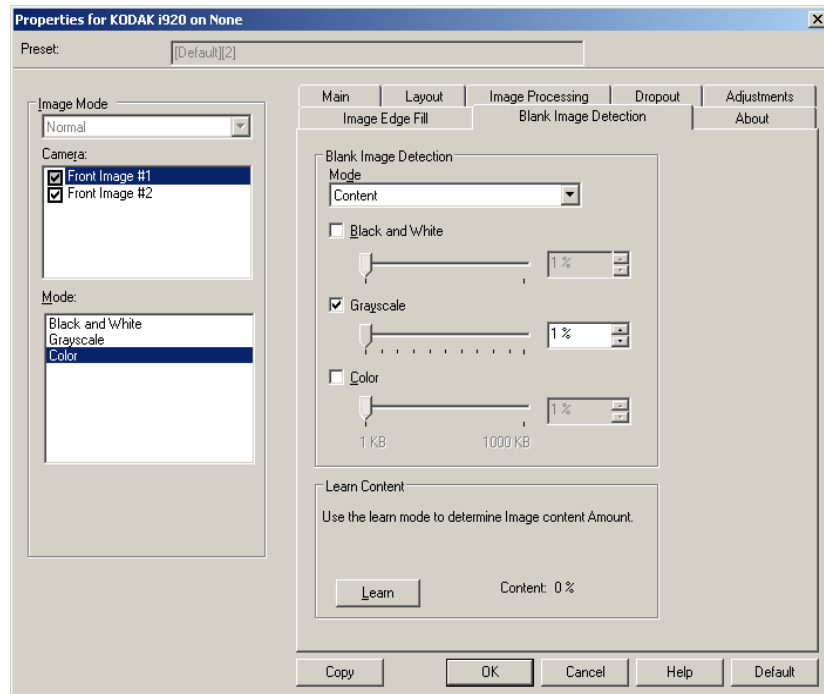 Properties for KODAK i920 on None
Preset:
[Default][2]
Image Mode
Normal
Camera:
Front Image #1
Front Image #2
Mode:
Black and White
Grayscale
Color
Main
Layout
Image Processing
Dropout
Adjustments
Image Edge Fill
Blank Image Detection
About
Blank Image Detection
Mode
Content
Black and White
1 %
Grayscale
1 %
Color
1 %
1 KB
1000 KB
Learn Content
Use the learn mode to determine Image content Amount.
Learn
Content: 0 %
Copy
OK
Cancel
Help
Default